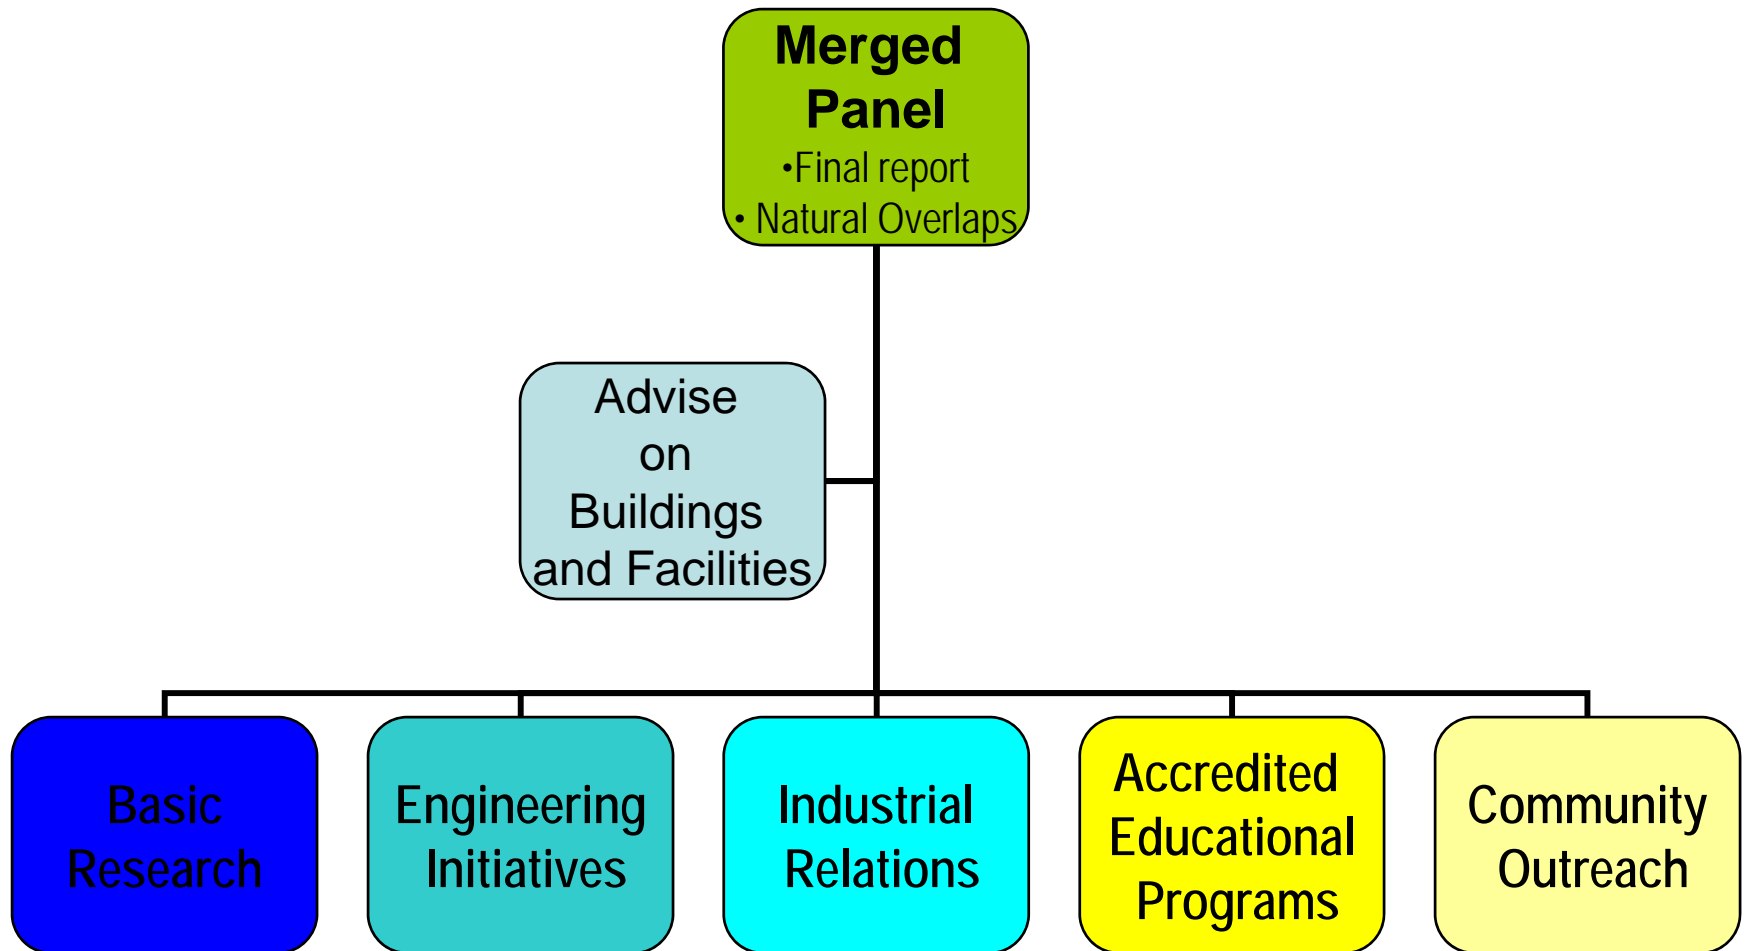 Merged
Panel
•Final report
• Natural Overlaps
Advise
on
Buildings
and Facilities
Basic
Research
Engineering
Initiatives
Industrial
Relations
Accredited
Educational
Programs
Community
Outreach